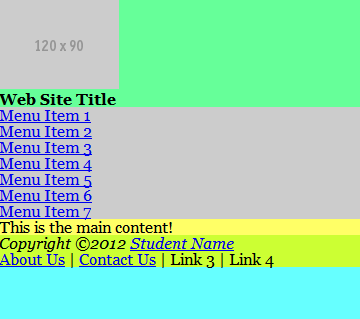 120 x 90
Web Site Title
Menu Item 1
Menu Item 2
Menu Item 3
Menu Item 4
Menu Item 5
Menu Item 6
Menu Item 7
This is the main content!
Copyright ©2012 Student Name
About Us | Contact Us | Link 3 | Link 4